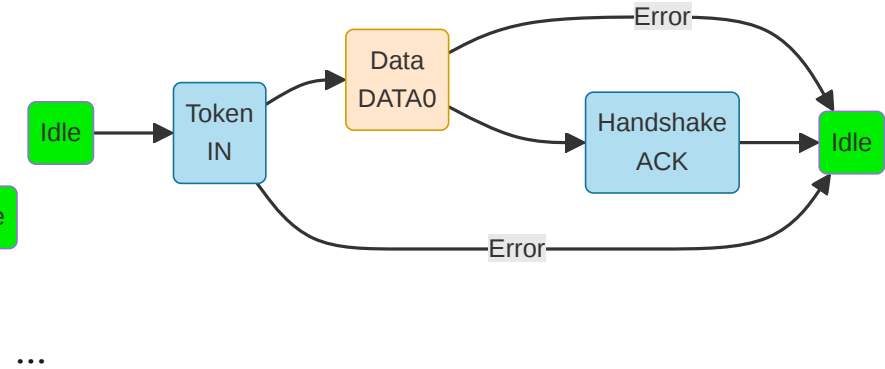 Error
Data
DATA0
Token
IN
Idle
Handshake
ACK
Idle
e
Error
...